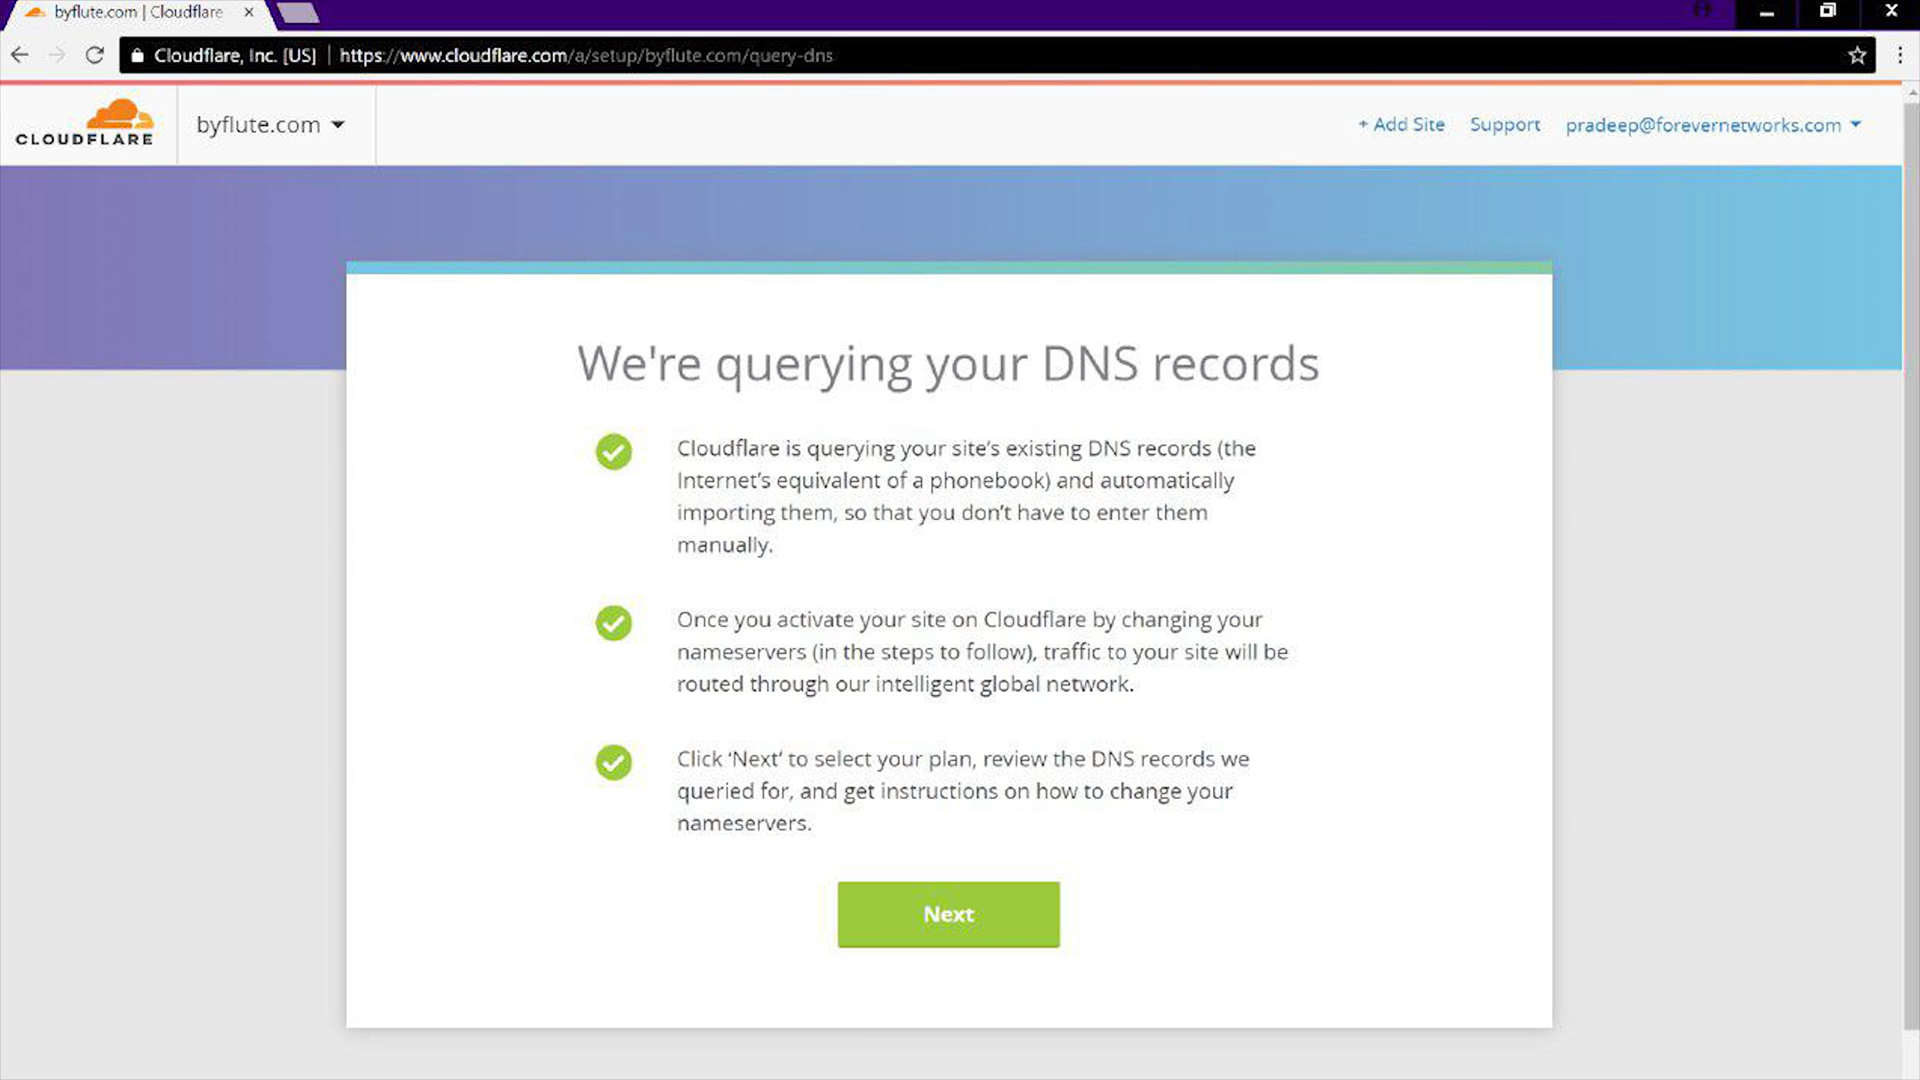 byflute.com | Cloudflare
Cloudflare, Inc. [US] | https://www.cloudflare.com/a/setup/byflute.com/query-dns
CLOUDFLARE
byflute.com
+ Add Site
Support
pradeep@forevernetworks.com
We're querying your DNS records
Cloudflare is querying your site’s existing DNS records (the
Internet’s equivalent of a phonebook) and automatically
importing them, so that you don’t have to enter them
manually.
Once you activate your site on Cloudflare by changing your
nameservers (in the steps to follow), traffic to your site will be
routed through our intelligent global network.
Click ‘Next’ to select your plan, review the DNS records we
queried for, and get instructions on how to change your
nameservers.
Next